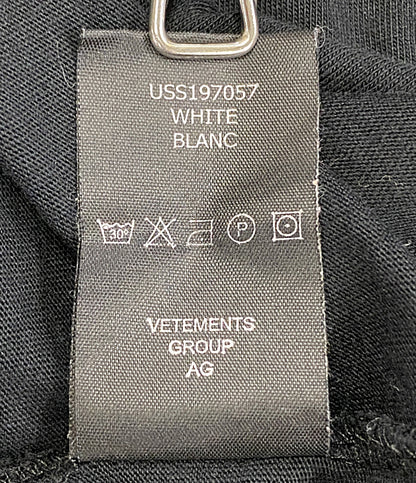 USS197057
WHITE
BLANC
30°
P
VETEMENTS
GROUP
AG